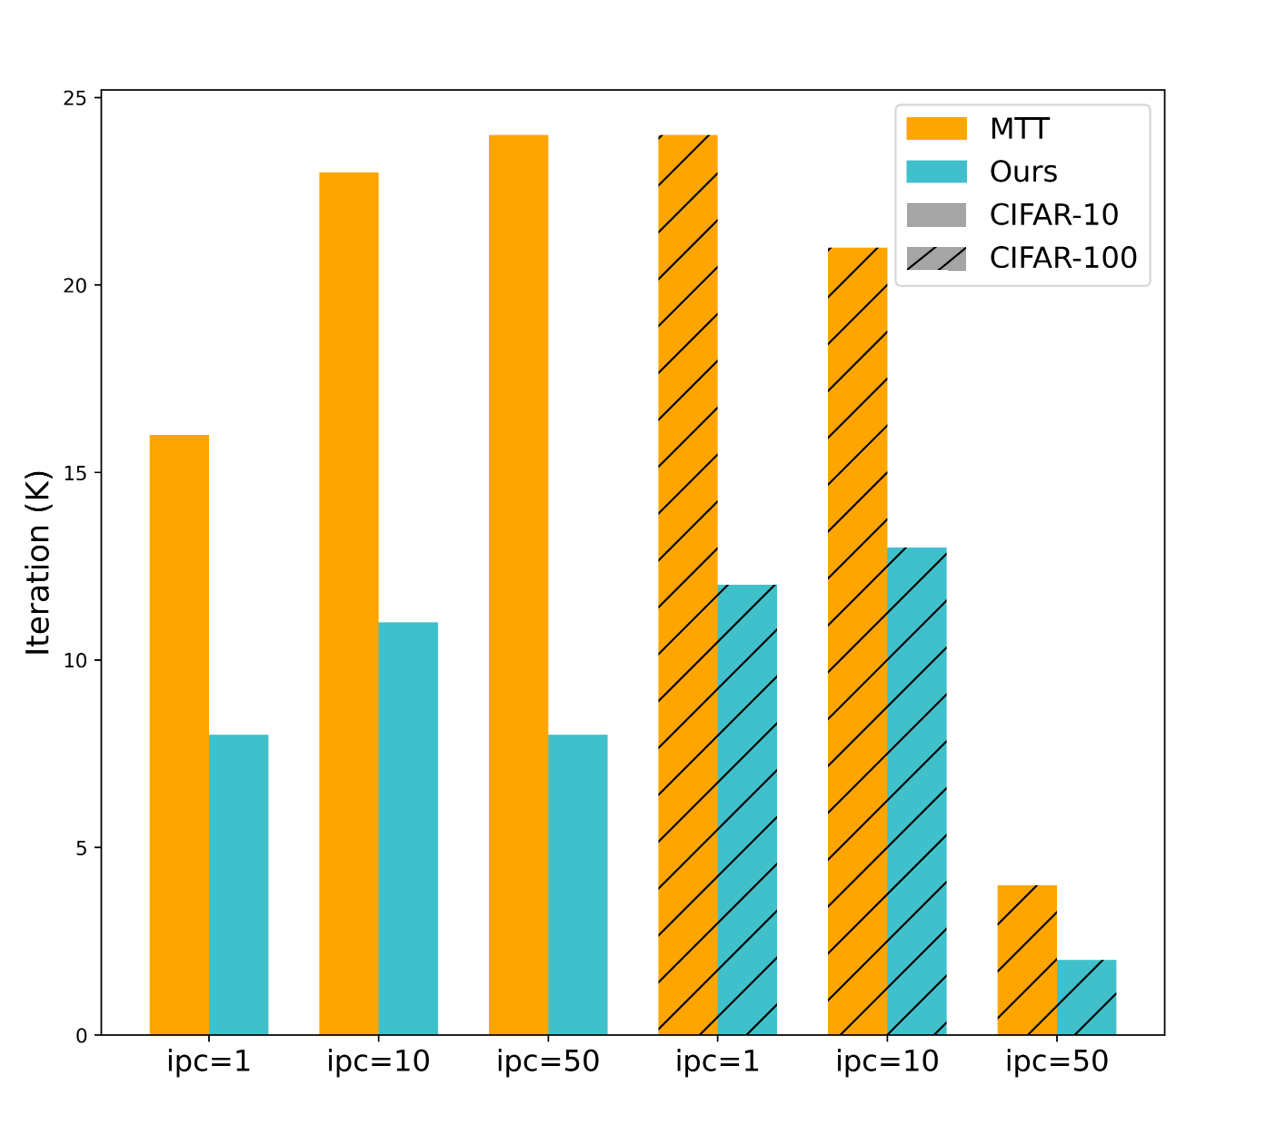 25
20
15
10
5
0
Iteration (K)
MTT
Ours
CIFAR-10
CIFAR-100
ipc=1
ipc=10
ipc=50
ipc=1
ipc=10
ipc=50